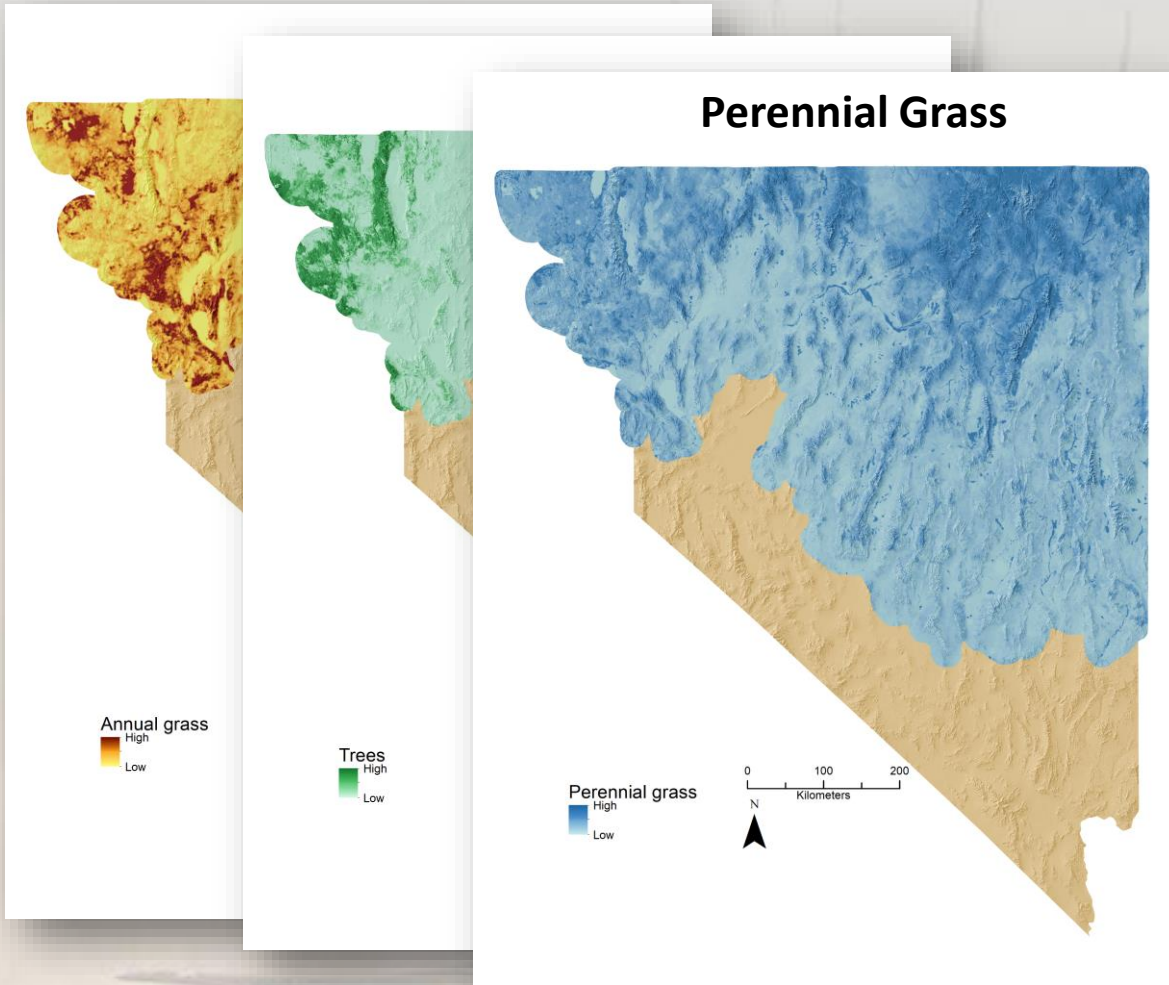 Perennial Grass
Annual grass
High
Low
Trees
High
Low
Perennial grass
High
Low
0 100 200
Kilometers
N